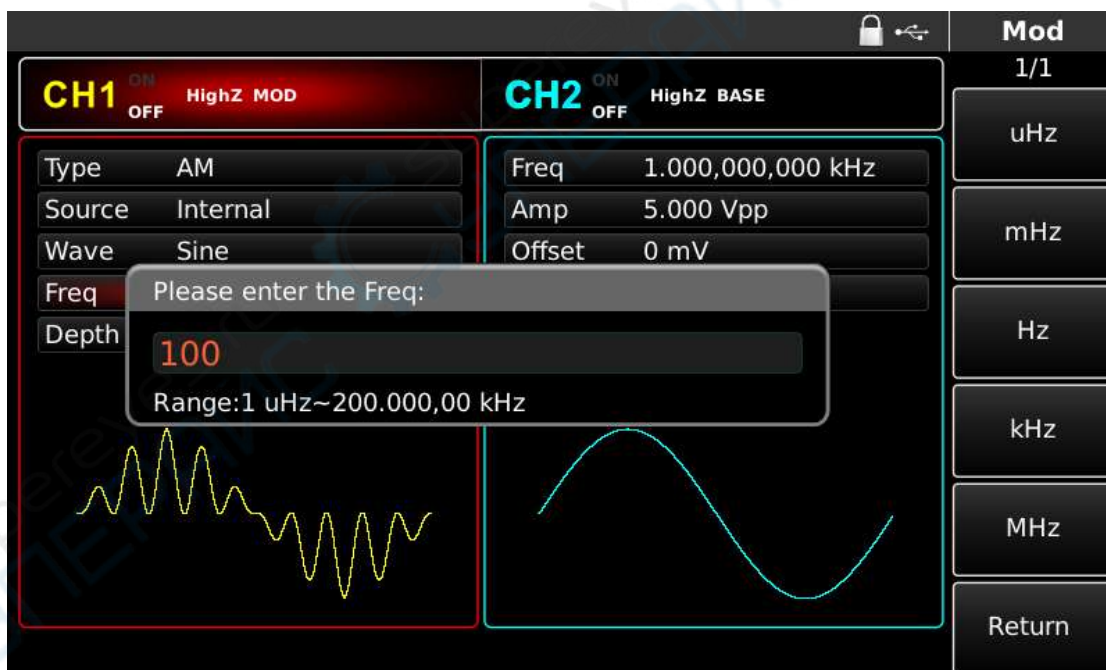 Mod
1/1
CH1 ON OFF HighZ MOD
CH2 ON OFF HighZ BASE
Type AM
Source Internal
Wave Sine
Freq
Depth
Freq 1.000,000,000 kHz
Amp 5.000 Vpp
Offset 0 mV
Please enter the Freq:
100
Range:1 uHz~200.000,00 kHz
uHz
mHz
Hz
kHz
MHz
Return